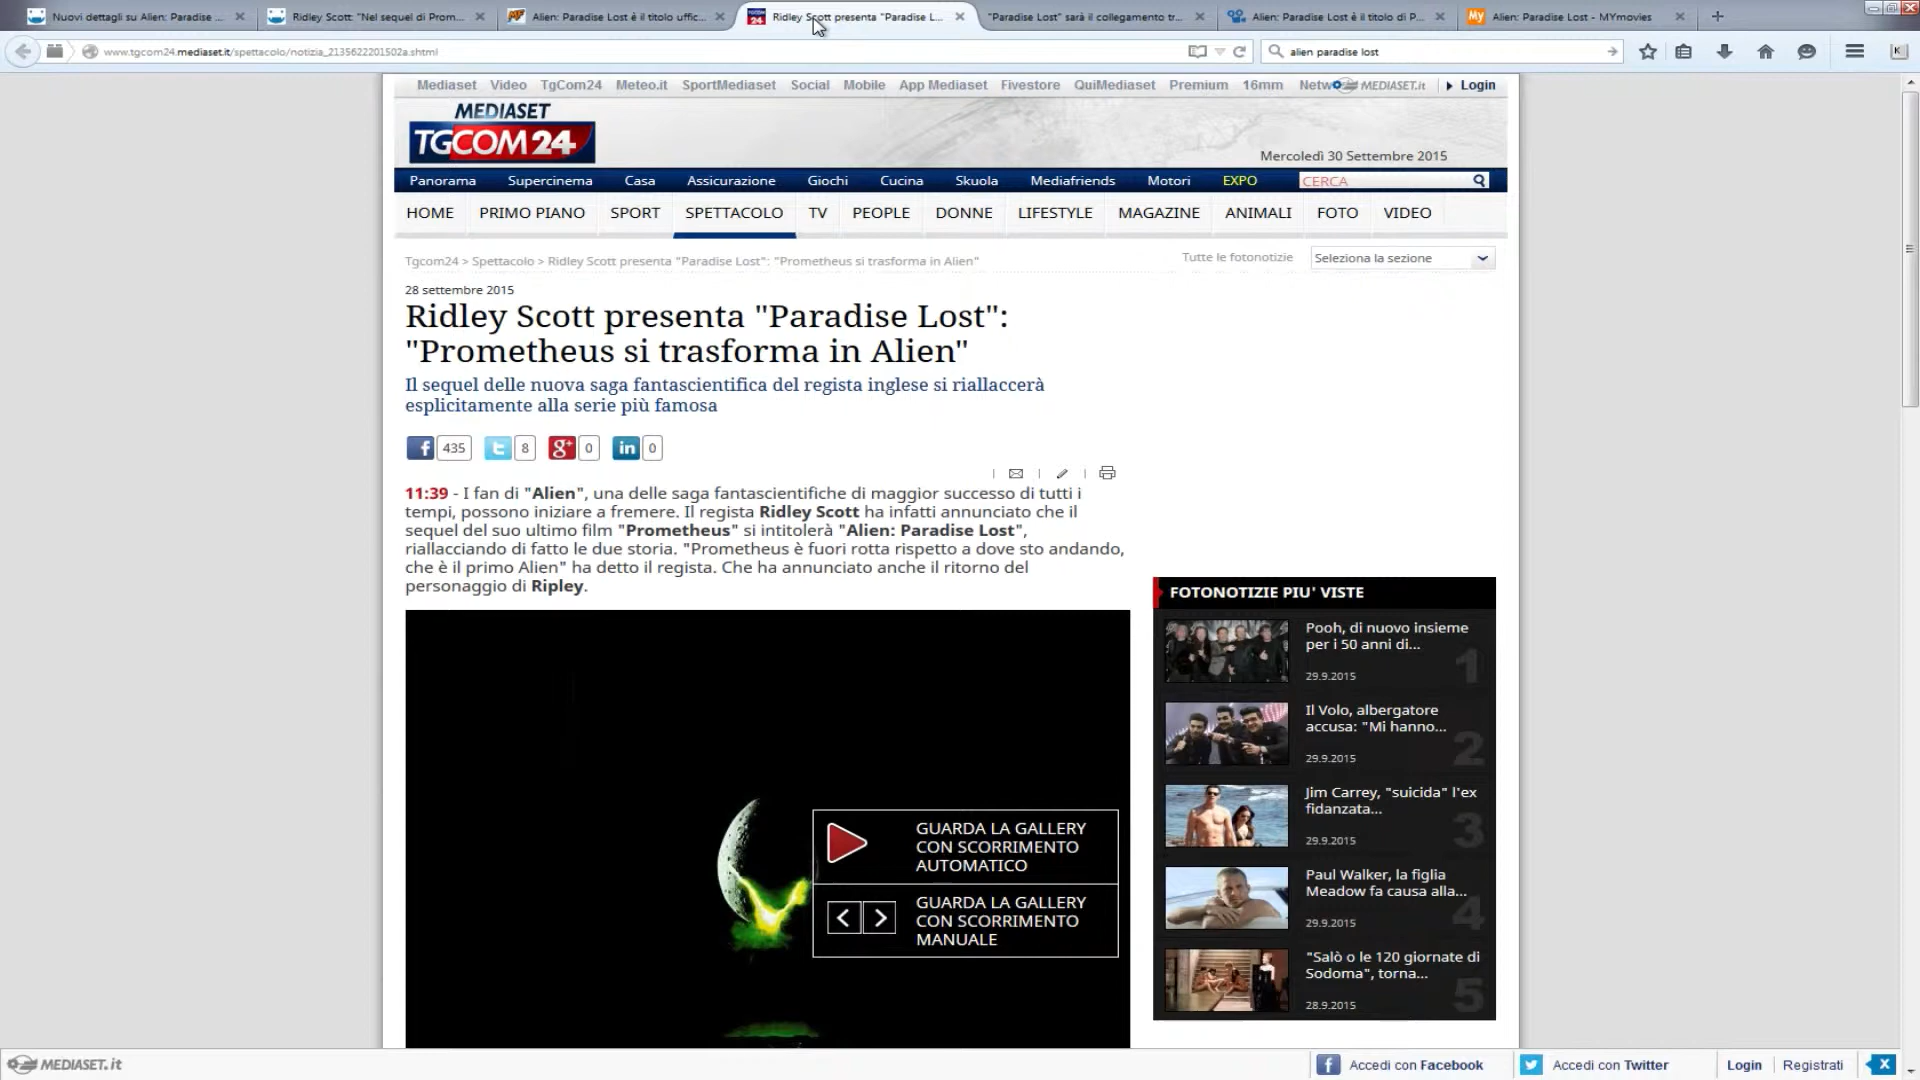 Nuovi dettagli su Alien: Paradise ...
Ridley Scott: "Nel sequel di Prom...
Alien: Paradise Lost è il titolo uffic...
Ridley Scott presenta "Paradise L...
"Paradise Lost" sarà il collegamento tr...
Alien: Paradise Lost è il titolo di P...
Alien: Paradise Lost - MYmovies
www.tgcom24.mediaset.it/spettacolo/notizia_2135622201502a.shtml
alien paradise lost
Mediaset Video TgCom24 Meteo.it SportMediaset Social Mobile App Mediaset Fivestore QuiMediaset Premium 16mm Netw MEDIASET.it Login
MEDIASET
TGCOM 24
Mercoledì 30 Settembre 2015
Panorama Supercinema Casa Assicurazione Giochi Cucina Skuola Mediafriends Motori EXPO CERCA
HOME PRIMO PIANO SPORT SPETTACOLO TV PEOPLE DONNE LIFESTYLE MAGAZINE ANIMALI FOTO VIDEO
Tgcom24 > Spettacolo > Ridley Scott presenta "Paradise Lost": "Prometheus si trasforma in Alien"
Tutte le fotonotizie
Seleziona la sezione
28 settembre 2015
Ridley Scott presenta "Paradise Lost":
"Prometheus si trasforma in Alien"
Il sequel delle nuova saga fantascientifica del regista inglese si riallaccerà
esplicitamente alla serie più famosa
435 8 0 0
11:39 - I fan di "Alien", una delle saga fantascientifiche di maggior successo di tutti i
tempi, possono iniziare a fremere. Il regista Ridley Scott ha infatti annunciato che il
sequel del suo ultimo film "Prometheus" si intitolerà "Alien: Paradise Lost",
riallacciando di fatto le due storia. "Prometheus è fuori rotta rispetto a dove sto andando,
che è il primo Alien" ha detto il regista. Che ha annunciato anche il ritorno del
personaggio di Ripley.
GUARDA LA GALLERY
CON SCORRIMENTO
AUTOMATICO
GUARDA LA GALLERY
CON SCORRIMENTO
MANUALE
FOTONOTIZIE PIU' VISTE
Pooh, di nuovo insieme
per i 50 anni di...
29.9.2015
1
Il Volo, albergatore
accusa: "Mi hanno...
29.9.2015
2
Jim Carrey, "suicida" l'ex
fidanzata...
29.9.2015
3
Paul Walker, la figlia
Meadow fa causa alla...
29.9.2015
4
"Salò o le 120 giornate di
Sodoma", torna...
28.9.2015
5
MEDIASET.it
Accedi con Facebook
Accedi con Twitter
Login
Registrati
X